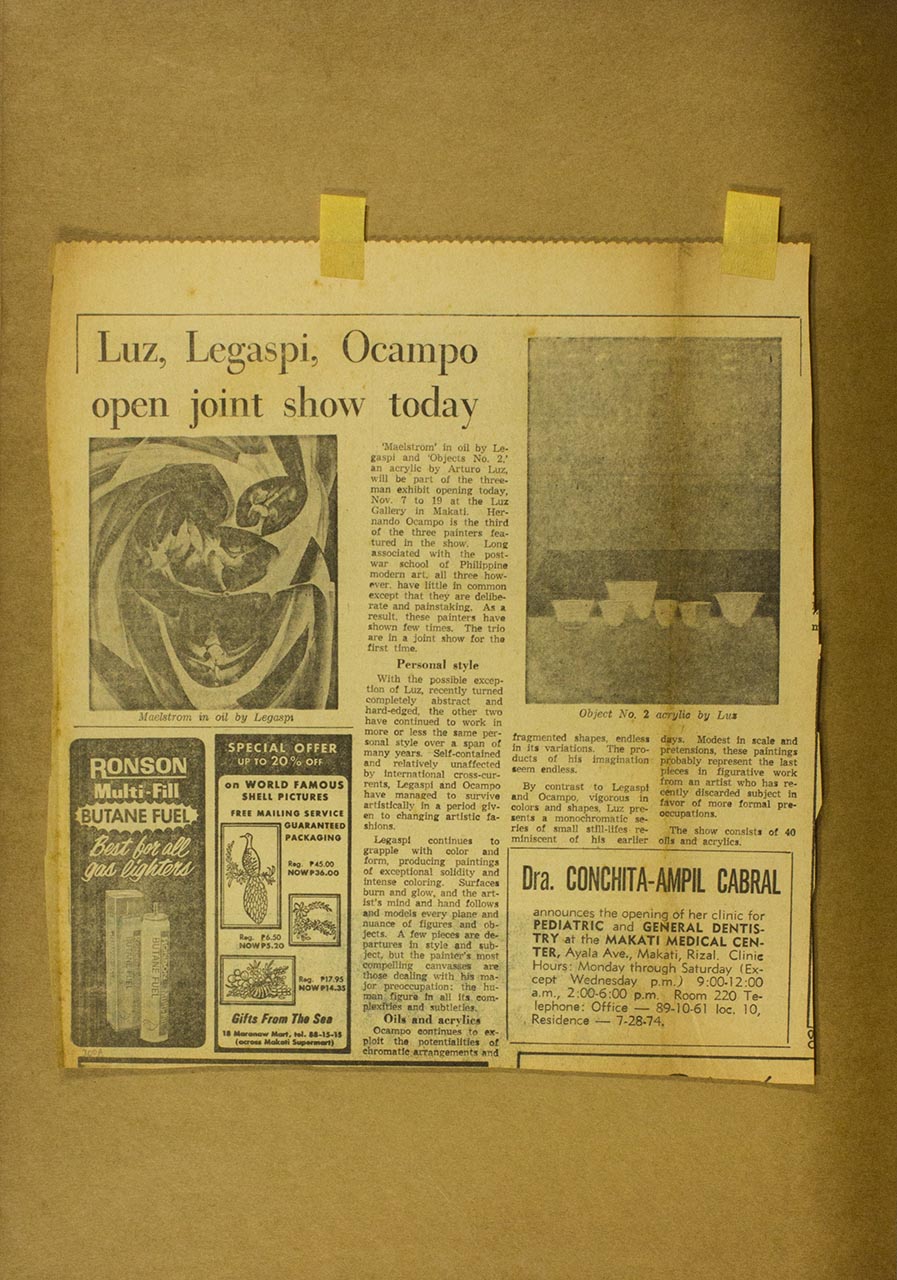 Luz, Legaspi, Ocampo
open joint show today
'Maelstrom' in oil by Le-
gaspi and 'Objects No. 2,'
an acrylic by Arturo Luz,
will be part of the three-
man exhibit opening today,
Nov. 7 to 19 at the Luz
Gallery in Makati. Her-
nando Ocampo is the third
of the three painters fea-
tured in the show. Long
associated with the post-
war school of Philippine
modern art, all three how-
ever, have little in common
except that they are delibe-
rate and painstaking. As a
result, these painters have
shown few times. The trio
are in a joint show for the
first time.
Personal style
With the possible excep-
tion of Luz, recently turned
completely abstract and
hard-edged, the other two
have continued to work in
more or less the same per-
sonal style over a span of
many years. Self-contained
and relatively unaffected
by international cross-cur-
rents, Legaspi and Ocampo
have managed to survive
artistically in a period giv-
en to changing artistic fa-
shions.
Legaspi continues to
grapple with color and
form, producing paintings
of exceptional solidity and
intense coloring. Surfaces
burn and glow, and the art-
ist's mind and hand follows
and models every plane and
nuance of figures and ob-
jects. A few pieces are de-
partures in style and sub-
ject, but the painter's most
compelling canvasses are
those dealing with his ma-
jor preoccupation: the hu-
man figure in all its com-
plexities and subtleties.
Oils and acrylics
Ocampo continues to ex-
ploit the potentialities of
chromatic arrangements and
fragmented shapes, endless
in its variations. The pro-
ducts of his imagination
seem endless.
By contrast to Legaspi
and Ocampo, vigorous in
colors and shapes, Luz pre-
sents a monochromatic se-
ries of small still-lifes re-
miniscent of his earlier
days. Modest in scale and
pretensions, these paintings
probably represent the last
pieces in figurative work
from an artist who has re-
cently discarded subject in
favor of more formal pre-
occupations.
The show consists of 40
oils and acrylics.
Maelstrom in oil by Legaspi
Object No. 2 acrylic by Luz
RONSON
Multi-Fill
BUTANE FUEL
Best for all
gas lighters
SPECIAL OFFER
UP TO 20% OFF
on WORLD FAMOUS
SHELL PICTURES
FREE MAILING SERVICE
GUARANTEED
PACKAGING
Reg. ₱45.00
NOW ₱36.00
Reg. ₱6.50
NOW ₱5.20
Reg. ₱17.95
NOW ₱14.35
Gifts From The Sea
18 Maranaw Mart, tel. 88-15-15
(across Makati Supermart)
Dra. CONCHITA-AMPIL CABRAL
announces the opening of her clinic for
PEDIATRIC and GENERAL DENTIS-
TRY at the MAKATI MEDICAL CEN-
TER, Ayala Ave., Makati, Rizal. Clinic
Hours: Monday through Saturday (Ex-
cept Wednesday p.m.) 9:00-12:00
a.m., 2:00-6:00 p.m. Room 220 Te-
lephone: Office — 89-10-61 loc. 10,
Residence — 7-28-74.